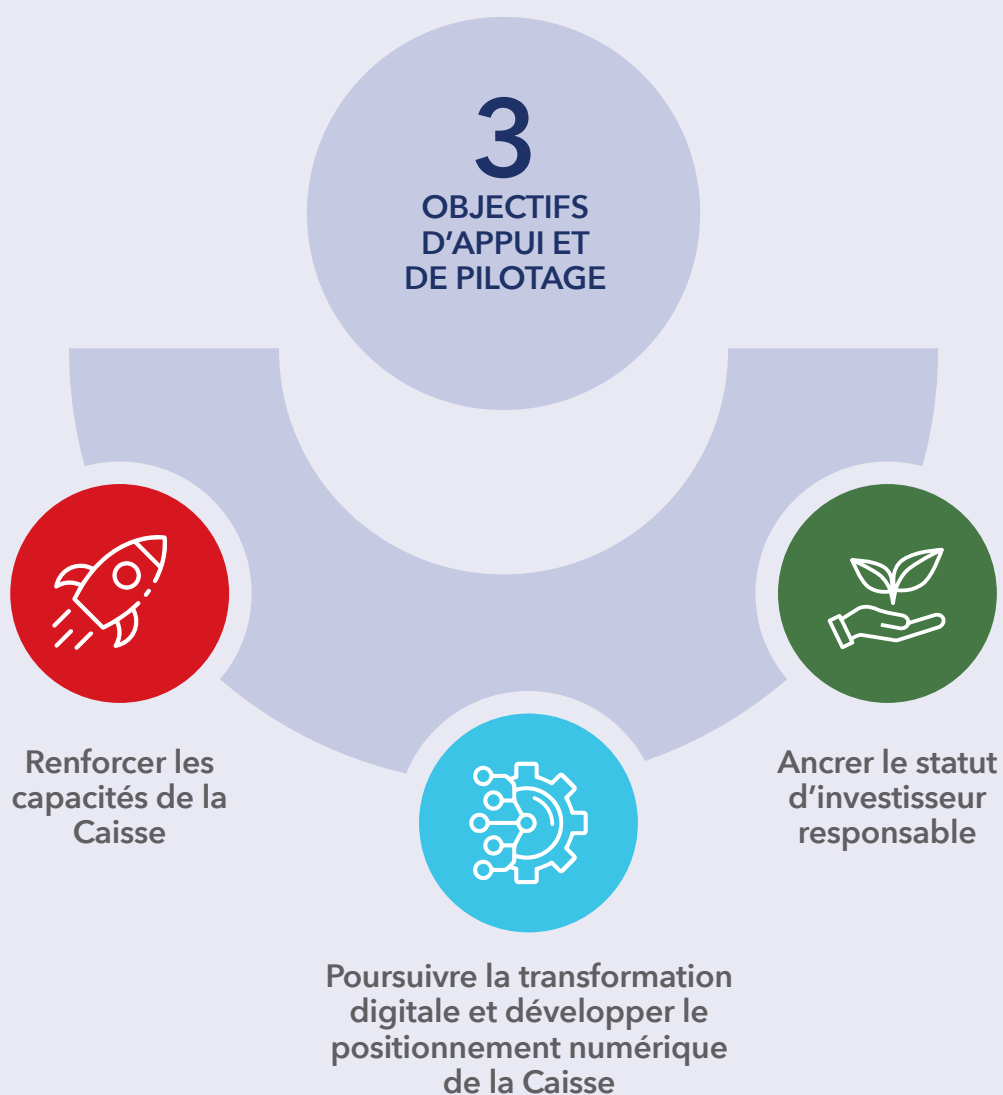 3
OBJECTIFS
D’APPUI ET
DE PILOTAGE
Renforcer les
capacités de la
Caisse
Poursuivre la transformation
digitale et développer le
positionnement numérique
de la Caisse
Ancrer le statut
d’investisseur
responsable